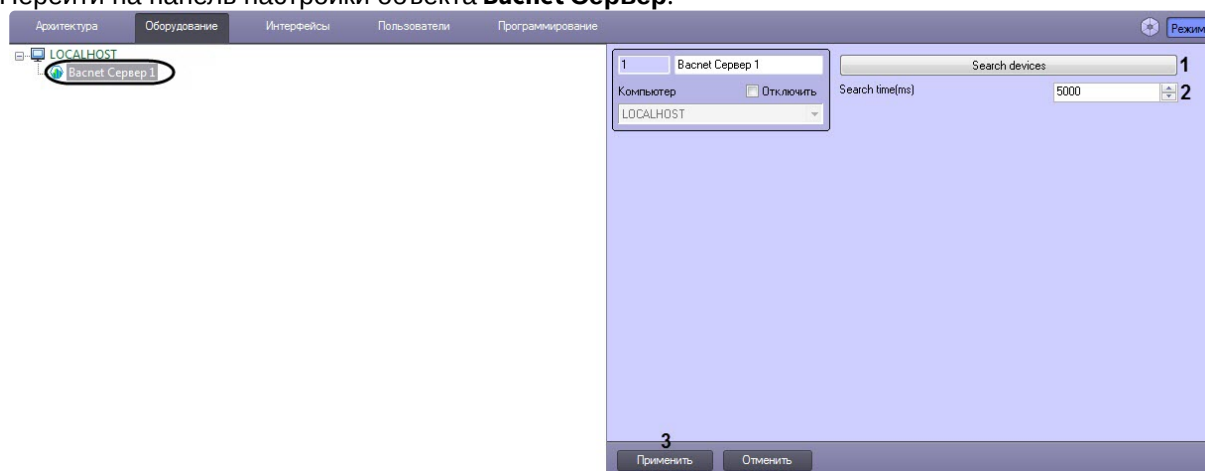 Перейти на панель настройки объекта Bacnet Сервер.
Архитектура Оборудование Интерфейсы Пользователи Программирование Режим
LOCALHOST
Bacnet Сервер 1
1 Bacnet Сервер 1
Компьютер Отключить
LOCALHOST
Search devices 1
Search time(ms) 5000 2
3
Применить Отменить